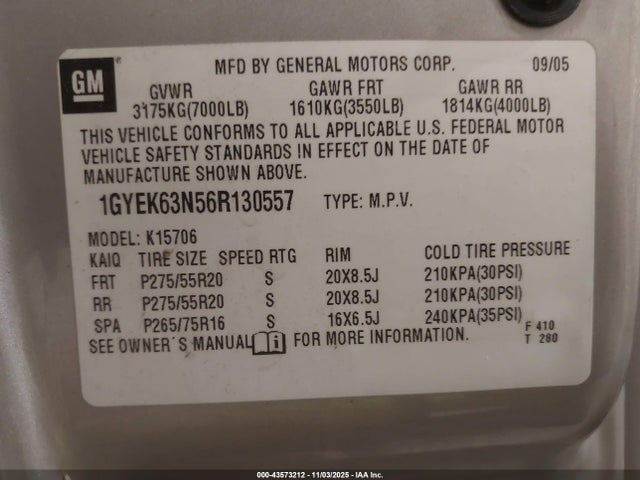 GM
MFD BY GENERAL MOTORS CORP. 09/05
GVWR GAWR FRT GAWR RR
3175KG(7000LB) 1610KG(3550LB) 1814KG(4000LB)
THIS VEHICLE CONFORMS TO ALL APPLICABLE U.S. FEDERAL MOTOR
VEHICLE SAFETY STANDARDS IN EFFECT ON THE DATE OF
MANUFACTURE SHOWN ABOVE.
1GYEK63N56R130557 TYPE: M.P.V.
MODEL: K15706
KAIQ TIRE SIZE SPEED RTG RIM COLD TIRE PRESSURE
FRT P275/55R20 S 20X8.5J 210KPA(30PSI)
RR P275/55R20 S 20X8.5J 210KPA(30PSI)
SPA P265/75R16 S 16X6.5J 240KPA(35PSI)
F 410
SEE OWNER'S MANUAL FOR MORE INFORMATION. T 280
000-43573212 - 11/03/2025 - IAA Inc.